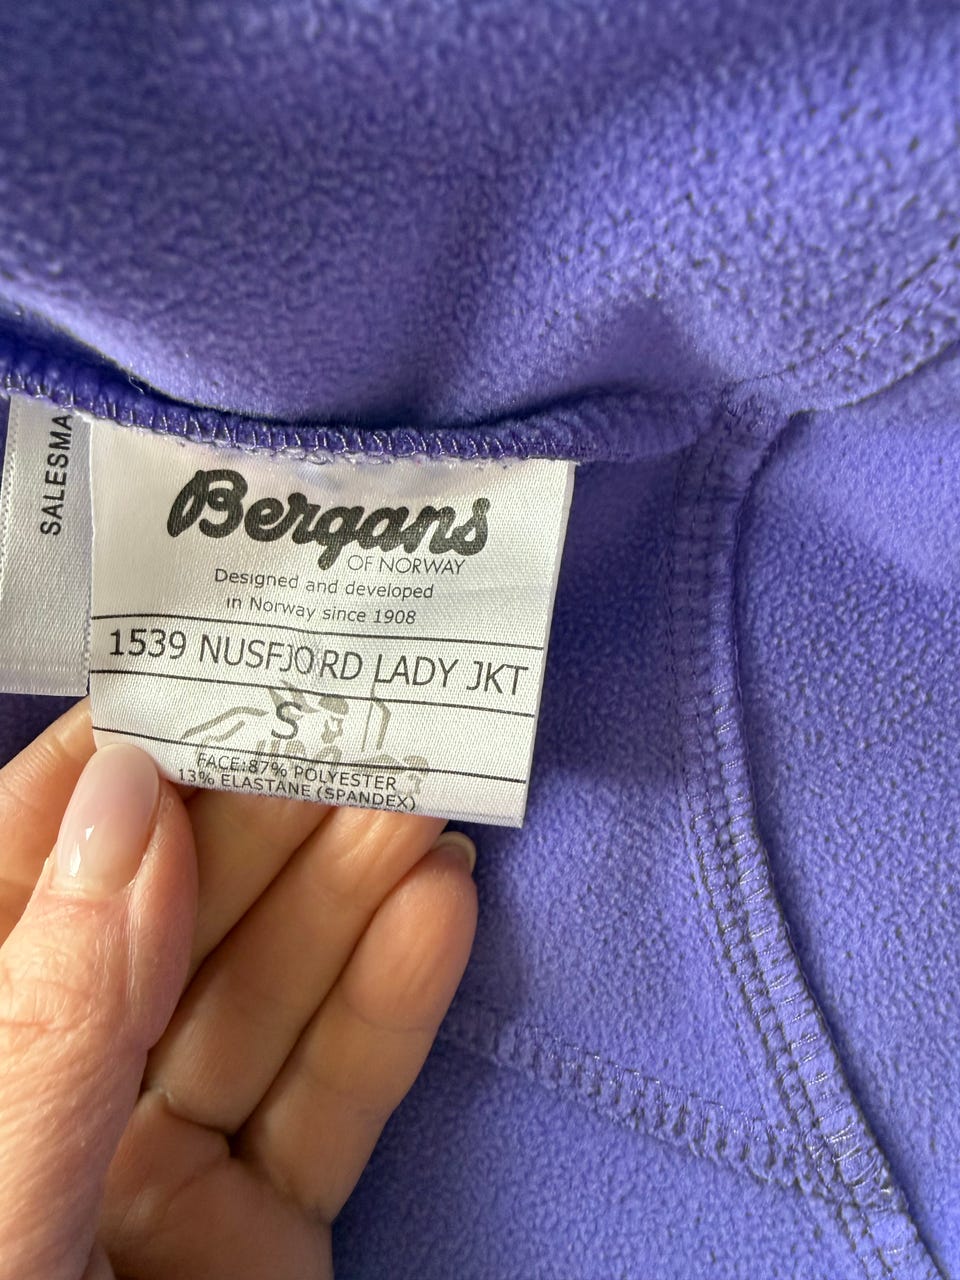 SALESMA
Bergans
OF NORWAY
Designed and developed
in Norway since 1908
1539 NUSFJORD LADY JKT
S
FACE:87% POLYESTER
13% ELASTANE (SPANDEX)